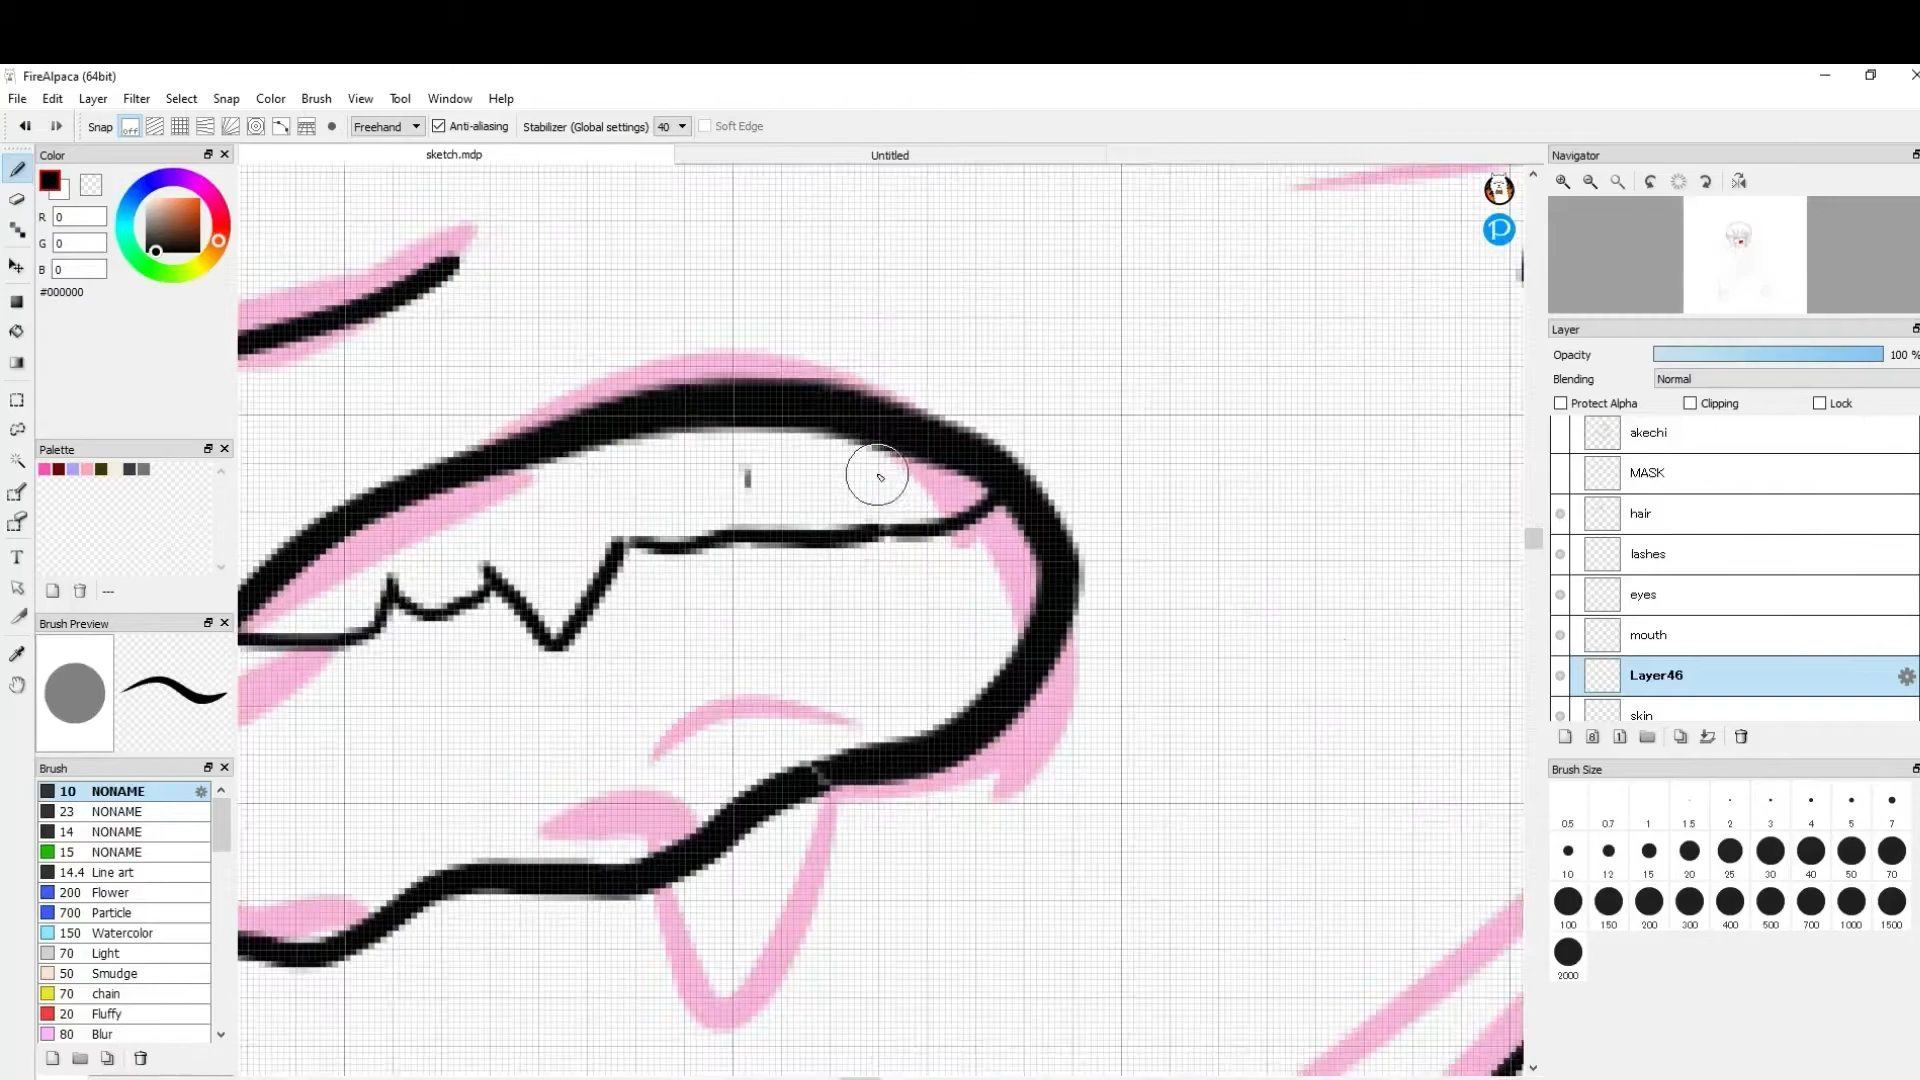 FireAlpaca (64bit)
File Edit Layer Filter Select Snap Color Brush View Tool Window Help
Snap off Freehand Anti-aliasing Stabilizer (Global settings) 40 Soft Edge
Color
R 0
G 0
B 0
#000000
Palette
---
Brush Preview
Brush
10 NONAME
23 NONAME
14 NONAME
15 NONAME
14.4 Line art
200 Flower
700 Particle
150 Watercolor
70 Light
50 Smudge
70 chain
20 Fluffy
80 Blur
sketch.mdp
Untitled
P
Navigator
Layer
Opacity 100 %
Blending Normal
Protect Alpha Clipping Lock
akechi
MASK
hair
lashes
eyes
mouth
Layer46
skin
8 1
Brush Size
0.5 0.7 1 1.5 2 3 4 5 7
10 12 15 20 25 30 40 50 70
100 150 200 300 400 500 700 1000 1500
2000